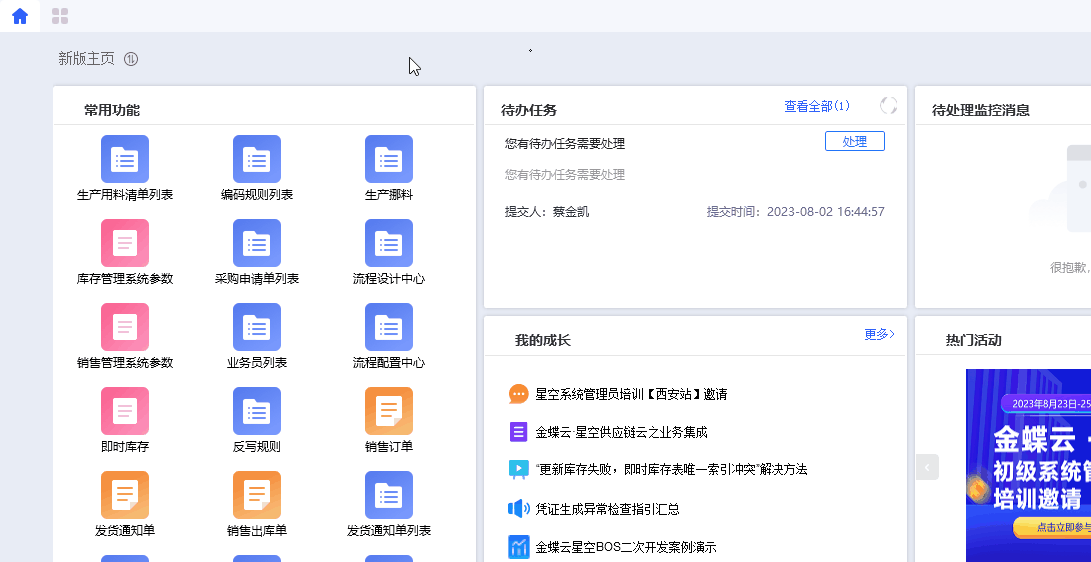 新版主页
常用功能
生产用料清单列表
编码规则列表
生产挪料
库存管理系统参数
采购申请单列表
流程设计中心
销售管理系统参数
业务员列表
流程配置中心
即时库存
反写规则
销售订单
发货通知单
销售出库单
发货通知单列表
待办任务
查看全部(1)
您有待办任务需要处理
处理
您有待办任务需要处理
提交人：蔡金凯
提交时间：2023-08-02 16:44:57
我的成长
更多>
星空系统管理员培训【西安站】邀请
金蝶云·星空供应链云之业务集成
“更新库存失败，即时库存表唯一索引冲突”解决方法
凭证生成异常检查指引汇总
金蝶云星空BOS二次开发案例演示
待处理监控消息
很抱歉，
热门活动
2023年8月23日-25
金蝶云·
初级系统管
培训邀请
点击立即参与